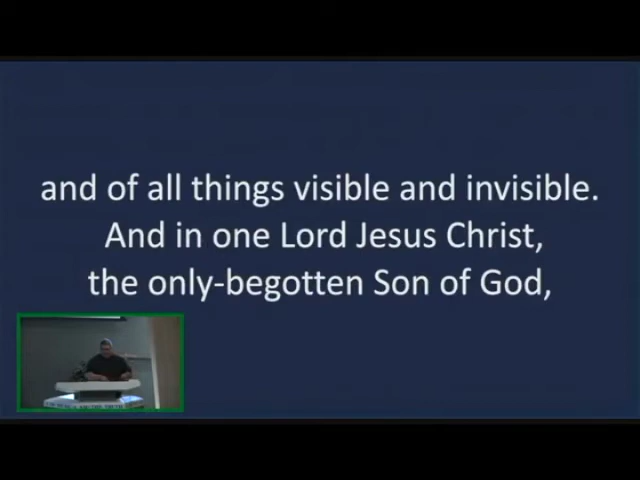 and of all things visible and invisible.
And in one Lord Jesus Christ,
the only-begotten Son of God,